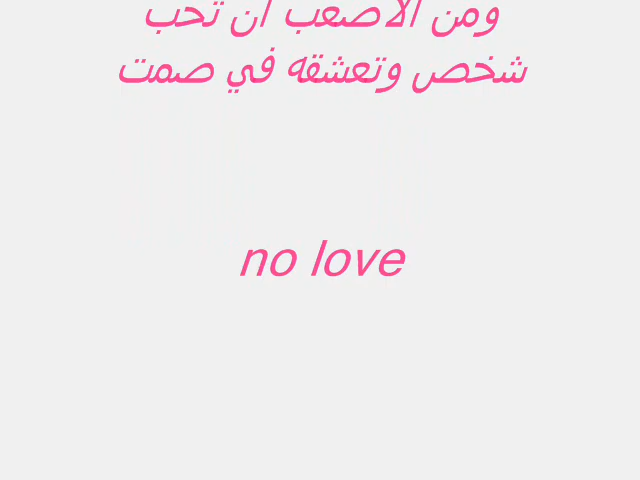 ومن الاصعب ان تحب
شخص وتعشقه في صمت
no love